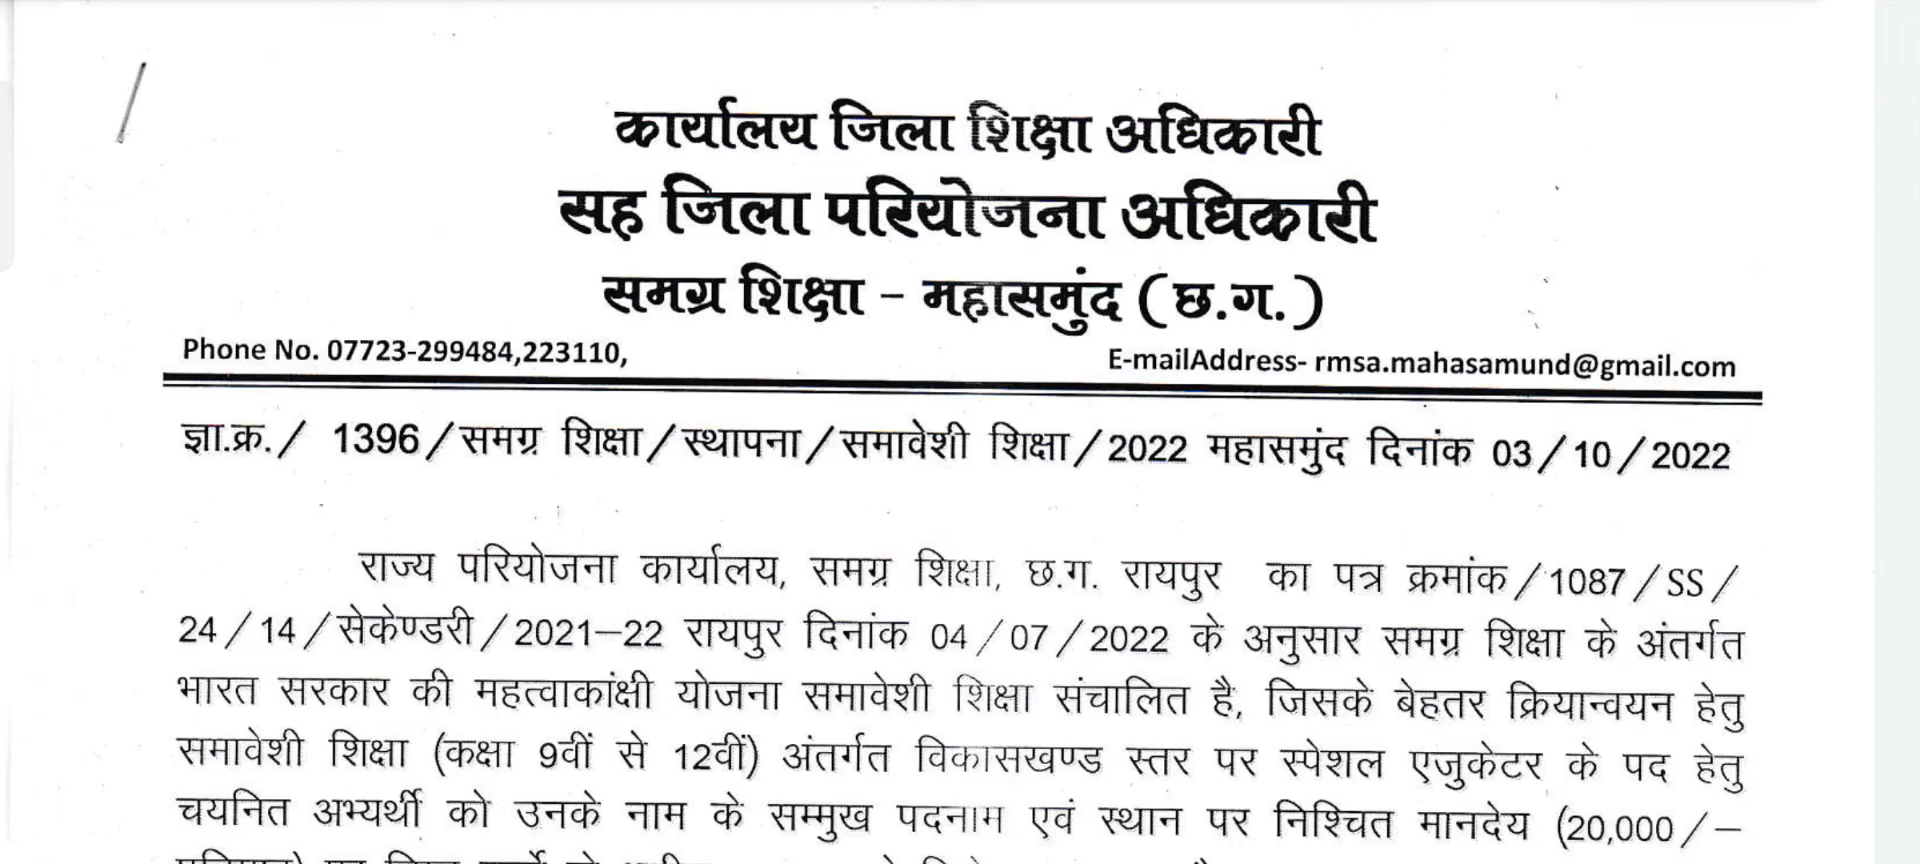 कार्यालय जिला शिक्षा अधिकारी
सह जिला परियोजना अधिकारी
समग्र शिक्षा - महासमुंद (छ.ग.)
Phone No. 07723-299484,223110, E-mailAddress- rmsa.mahasamund@gmail.com
ज्ञा.क्र./ 1396/समग्र शिक्षा/स्थापना/समावेशी शिक्षा/2022 महासमुंद दिनांक 03/10/2022
राज्य परियोजना कार्यालय, समग्र शिक्षा, छ.ग. रायपुर का पत्र क्रमांक/1087/SS/
24/14/सेकेण्डरी/2021-22 रायपुर दिनांक 04/07/2022 के अनुसार समग्र शिक्षा के अंतर्गत
भारत सरकार की महत्वाकांक्षी योजना समावेशी शिक्षा संचालित है, जिसके बेहतर क्रियान्वयन हेतु
समावेशी शिक्षा (कक्षा 9वीं से 12वीं) अंतर्गत विकासखण्ड स्तर पर स्पेशल एजुकेटर के पद हेतु
चयनित अभ्यर्थी को उनके नाम के सम्मुख पदनाम एवं स्थान पर निश्चित मानदेय (20,000/-